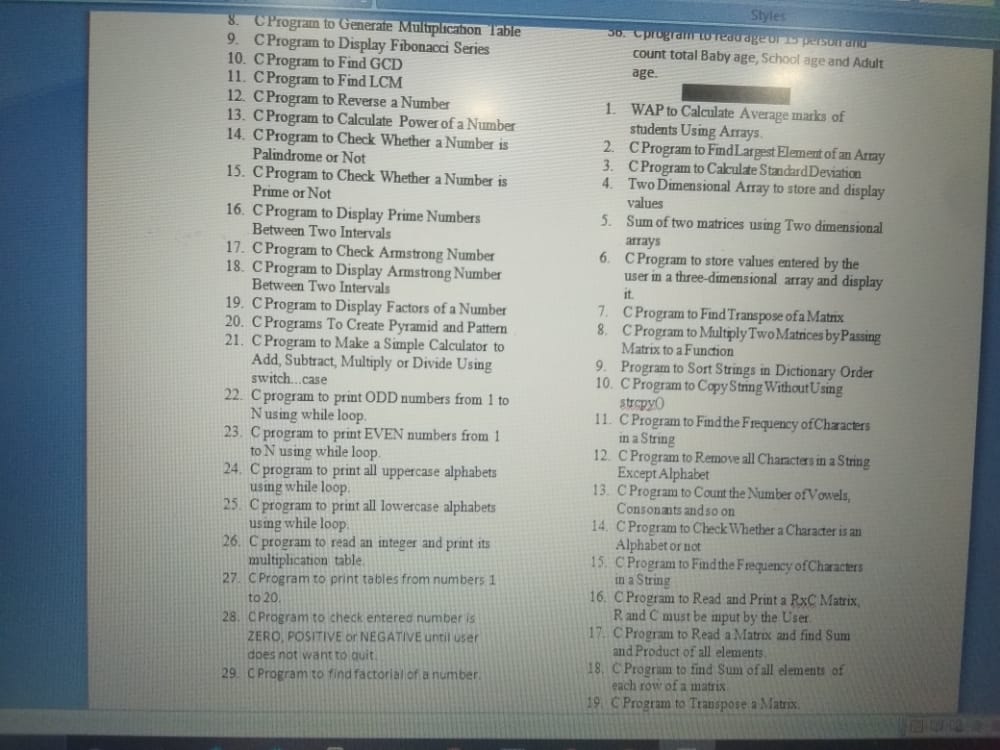 Styles
8. C Program to Generate Multiplication Table
9. C Program to Display Fibonacci Series
10. C Program to Find GCD
11. C Program to Find LCM
12. C Program to Reverse a Number
13. C Program to Calculate Power of a Number
14. C Program to Check Whether a Number is
Palindrome or Not
15. C Program to Check Whether a Number is
Prime or Not
16. C Program to Display Prime Numbers
Between Two Intervals
17. C Program to Check Armstrong Number
18. C Program to Display Armstrong Number
Between Two Intervals
19. C Program to Display Factors of a Number
20. C Programs To Create Pyramid and Pattern
21. C Program to Make a Simple Calculator to
Add, Subtract, Multiply or Divide Using
switch...case
22. C program to print ODD numbers from 1 to
N using while loop.
23. C program to print EVEN numbers from 1
to N using while loop.
24. C program to print all uppercase alphabets
using while loop.
25. C program to print all lowercase alphabets
using while loop.
26. C program to read an integer and print its
multiplication table.
27. C Program to print tables from numbers 1
to 20.
28. C Program to check entered number is
ZERO, POSITIVE or NEGATIVE until user
does not want to quit.
29. C Program to find factorial of a number.
C program to read age of 15 person and
count total Baby age, School age and Adult
age.
1. WAP to Calculate Average marks of
students Using Arrays.
2. C Program to Find Largest Element of an Array
3. C Program to Calculate Standard Deviation
4. Two Dimensional Array to store and display
values
5. Sum of two matrices using Two dimensional
arrays
6. C Program to store values entered by the
user in a three-dimensional array and display
it.
7. C Program to Find Transpose of a Matrix
8. C Program to Multiply Two Matrices by Passing
Matrix to a Function
9. Program to Sort Strings in Dictionary Order
10. C Program to Copy String Without Using
strcpy()
11. C Program to Find the Frequency of Characters
in a String
12. C Program to Remove all Characters in a String
Except Alphabet
13. C Program to Count the Number of Vowels,
Consonants and so on
14. C Program to Check Whether a Character is an
Alphabet or not
15. C Program to Find the Frequency of Characters
in a String
16. C Program to Read and Print a RxC Matrix,
R and C must be input by the User.
17. C Program to Read a Matrix and find Sum
and Product of all elements.
18. C Program to find Sum of all elements of
each row of a matrix
19. C Program to Transpose a Matrix.